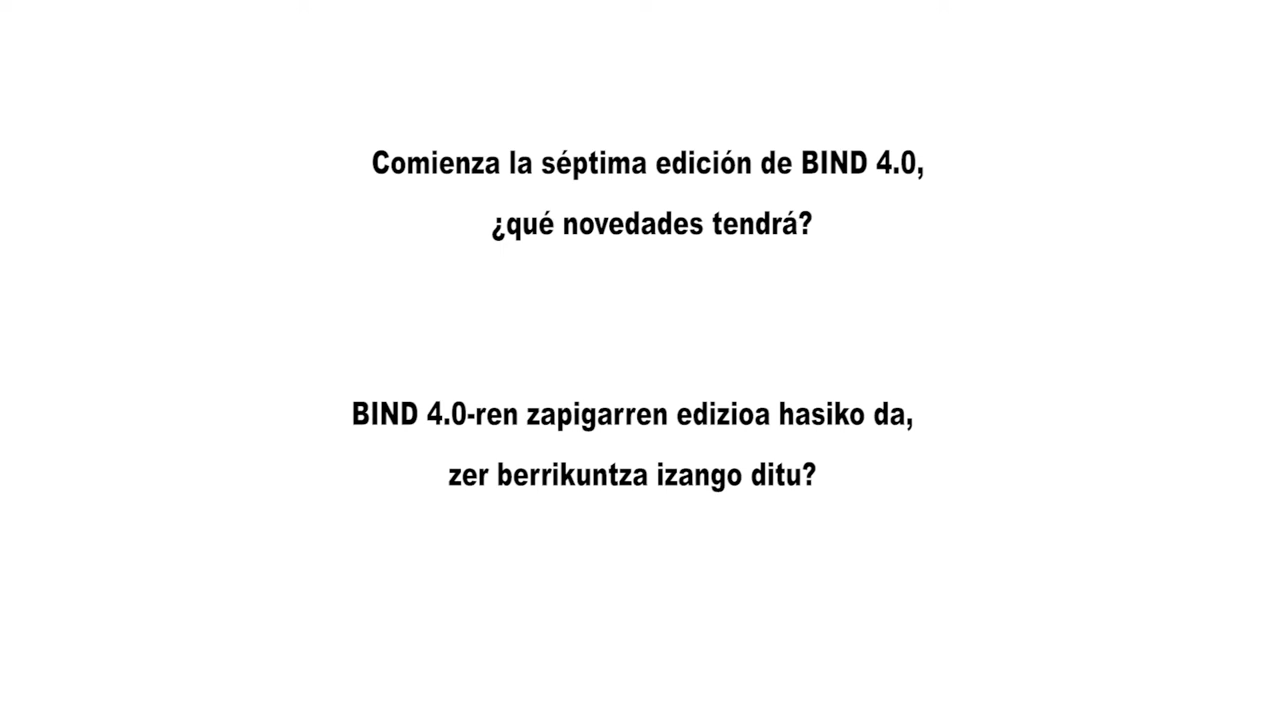 Comienza la séptima edición de BIND 4.0,
¿qué novedades tendrá?
BIND 4.0-ren zapigarren edizioa hasiko da,
zer berrikuntza izango ditu?